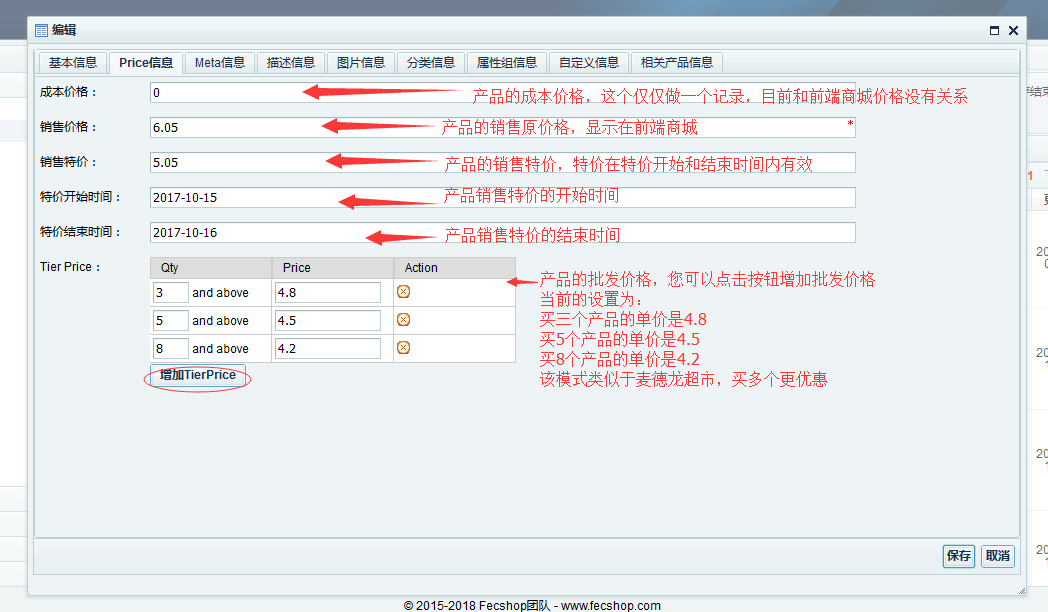 编辑
基本信息 Price信息 Meta信息 描述信息 图片信息 分类信息 属性组信息 自定义信息 相关产品信息
成本价格： 0 产品的成本价格，这个仅仅做一个记录，目前和前端商城价格没有关系
销售价格： 6.05 产品的销售原价格，显示在前端商城 *
销售特价： 5.05 产品的销售特价，特价在特价开始和结束时间内有效
特价开始时间： 2017-10-15 产品销售特价的开始时间
特价结束时间： 2017-10-16 产品销售特价的结束时间
Tier Price： Qty Price Action
3 and above 4.8
5 and above 4.5
8 and above 4.2
增加TierPrice
产品的批发价格，您可以点击按钮增加批发价格
当前的设置为：
买三个产品的单价是4.8
买5个产品的单价是4.5
买8个产品的单价是4.2
该模式类似于麦德龙超市，买多个更优惠
保存 取消
© 2015-2018 Fecshop团队 - www.fecshop.com